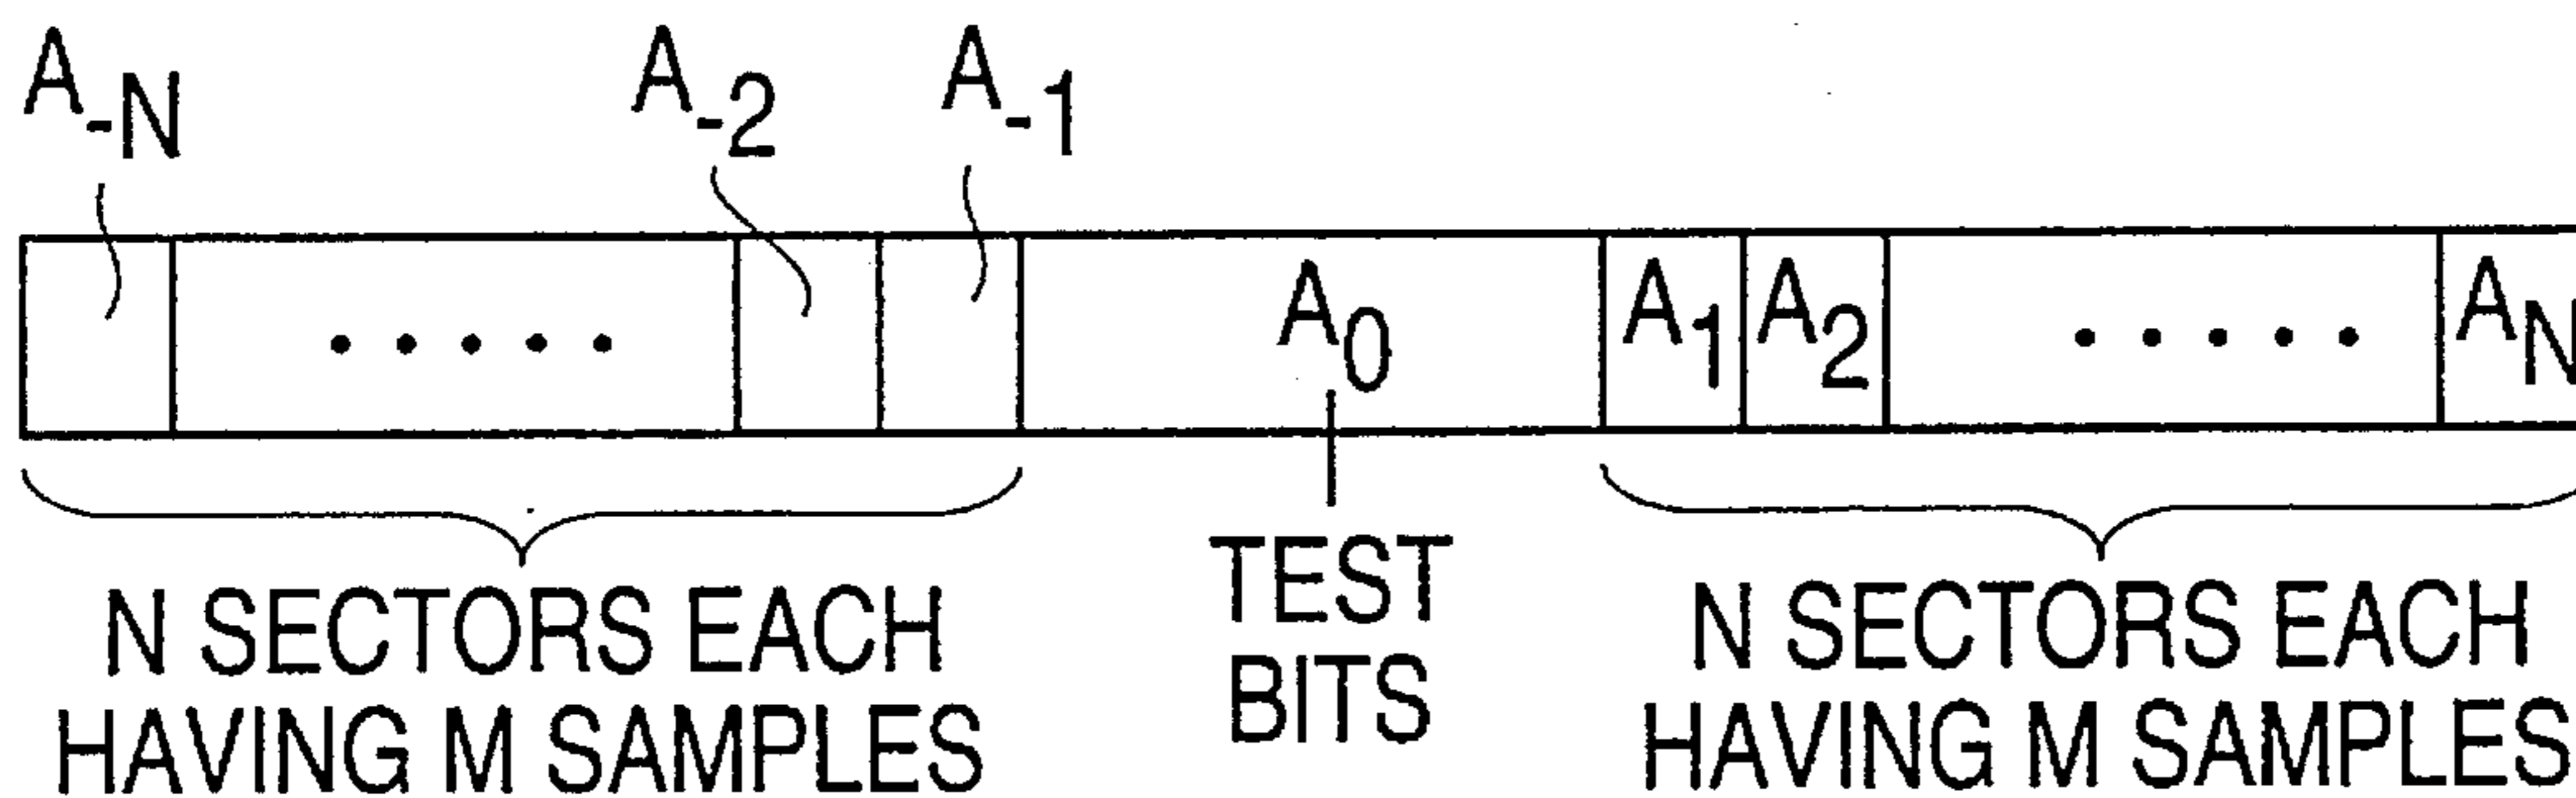 A-N A-2 A-1
A0 A1 A2 AN
TEST
BITS
N SECTORS EACH
HAVING M SAMPLES
N SECTORS EACH
HAVING M SAMPLES